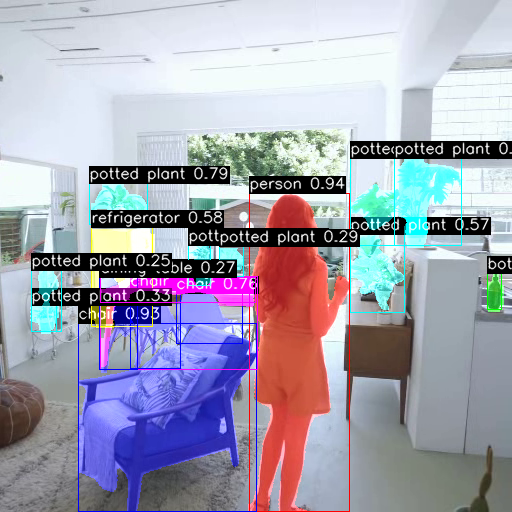 potte
potted plant 0.
potted plant 0.79
person 0.94
refrigerator 0.58
potted plant 0.57
pott
potted plant 0.29
potted plant 0.25
dining table 0.27
bot
chair
chair 0.76
potted plant 0.33
chair 0.93